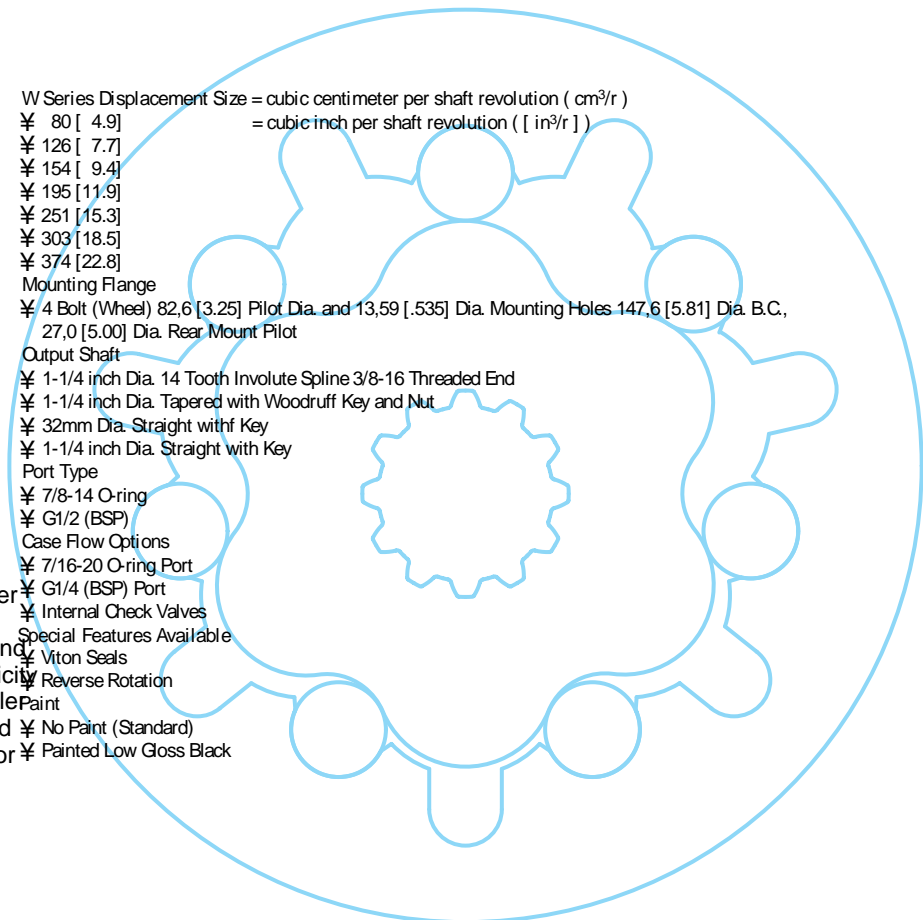 W Series Displacement Size = cubic centimeter per shaft revolution ( cm³/r )
¥ 80 [ 4.9] = cubic inch per shaft revolution ( [ in³/r ] )
¥ 126 [ 7.7]
¥ 154 [ 9.4]
¥ 195 [11.9]
¥ 251 [15.3]
¥ 303 [18.5]
¥ 374 [22.8]
Mounting Flange
¥ 4 Bolt (Wheel) 82,6 [3.25] Pilot Dia. and 13,59 [.535] Dia. Mounting Holes 147,6 [5.81] Dia. B.C.,
27,0 [5.00] Dia. Rear Mount Pilot
Output Shaft
¥ 1-1/4 inch Dia. 14 Tooth Involute Spline 3/8-16 Threaded End
¥ 1-1/4 inch Dia. Tapered with Woodruff Key and Nut
¥ 32mm Dia. Straight withf Key
¥ 1-1/4 inch Dia. Straight with Key
Port Type
¥ 7/8-14 O-ring
¥ G1/2 (BSP)
Case Flow Options
¥ 7/16-20 O-ring Port
er ¥ G1/4 (BSP) Port
¥ Internal Check Valves
Special Features Available
nd,
¥ Viton Seals
icity ¥ Reverse Rotation
ler Paint
d ¥ No Paint (Standard)
or ¥ Painted Low Gloss Black